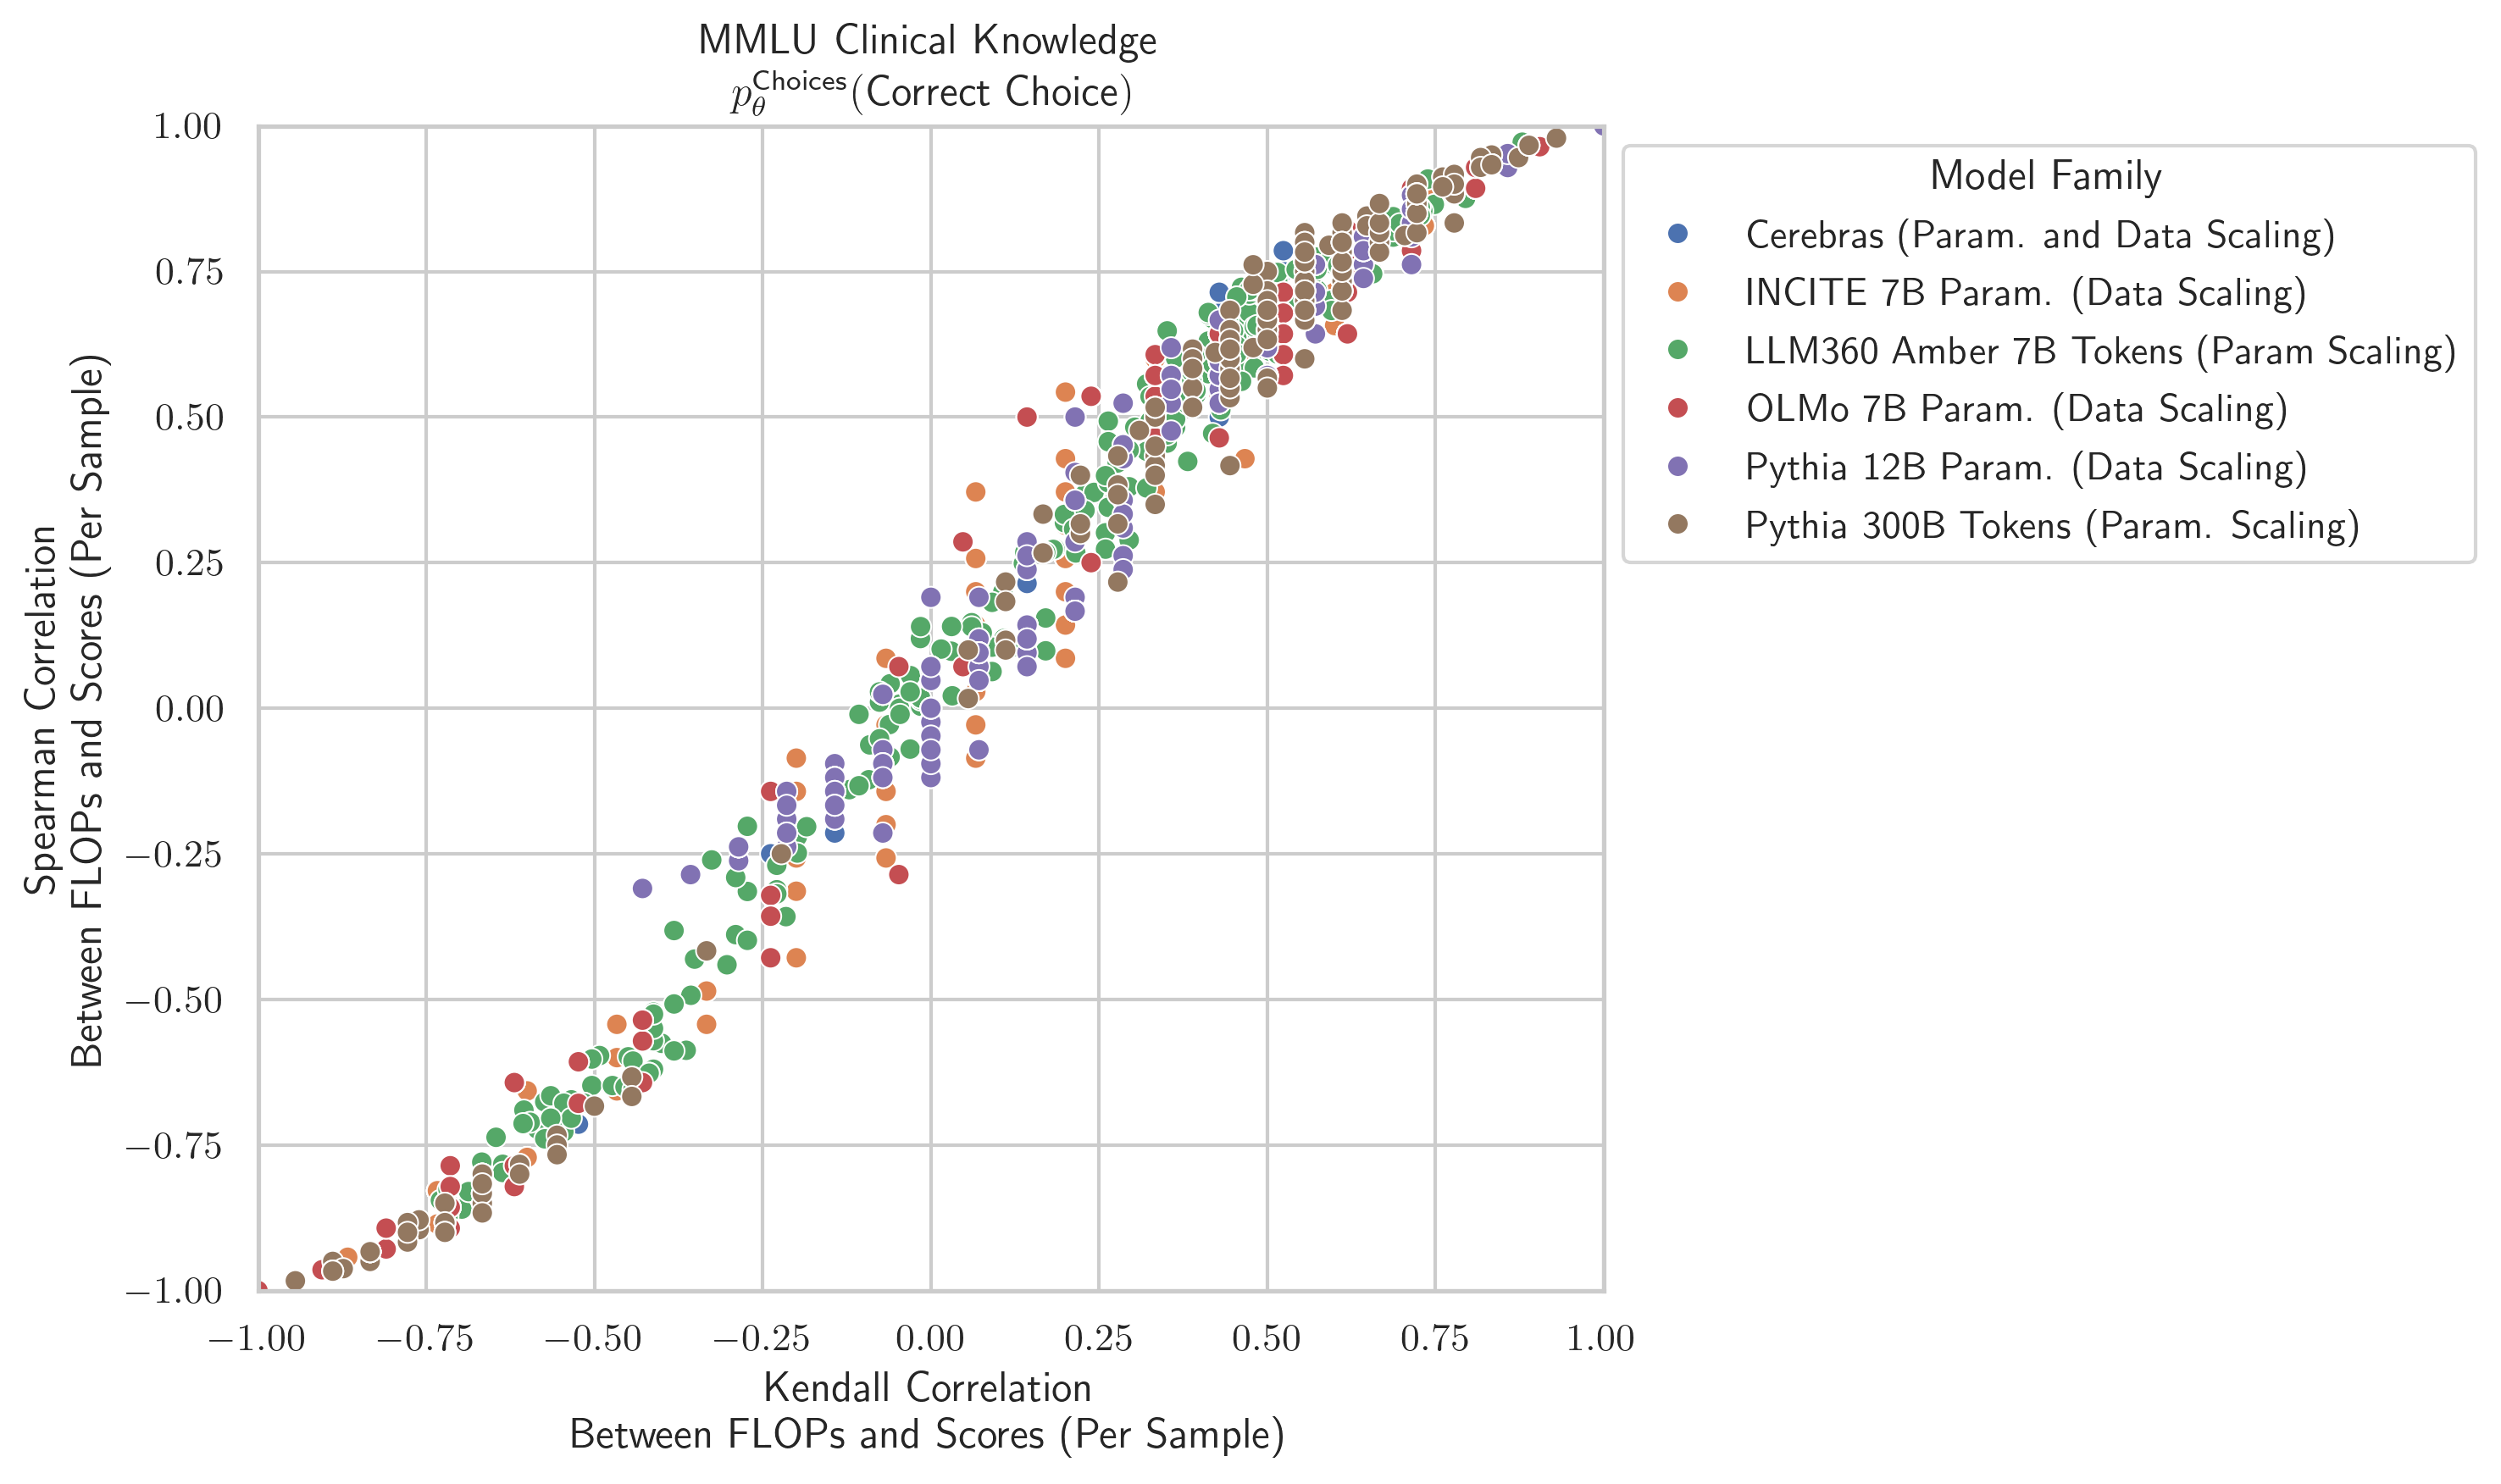 MMLU Clinical Knowledge
p_θ^Choices(Correct Choice)
1.00
0.75
0.50
0.25
0.00
−0.25
−0.50
−0.75
−1.00
Spearman Correlation
Between FLOPs and Scores (Per Sample)
−1.00 −0.75 −0.50 −0.25 0.00 0.25 0.50 0.75 1.00
Kendall Correlation
Between FLOPs and Scores (Per Sample)
Model Family
Cerebras (Param. and Data Scaling)
INCITE 7B Param. (Data Scaling)
LLM360 Amber 7B Tokens (Param Scaling)
OLMo 7B Param. (Data Scaling)
Pythia 12B Param. (Data Scaling)
Pythia 300B Tokens (Param. Scaling)